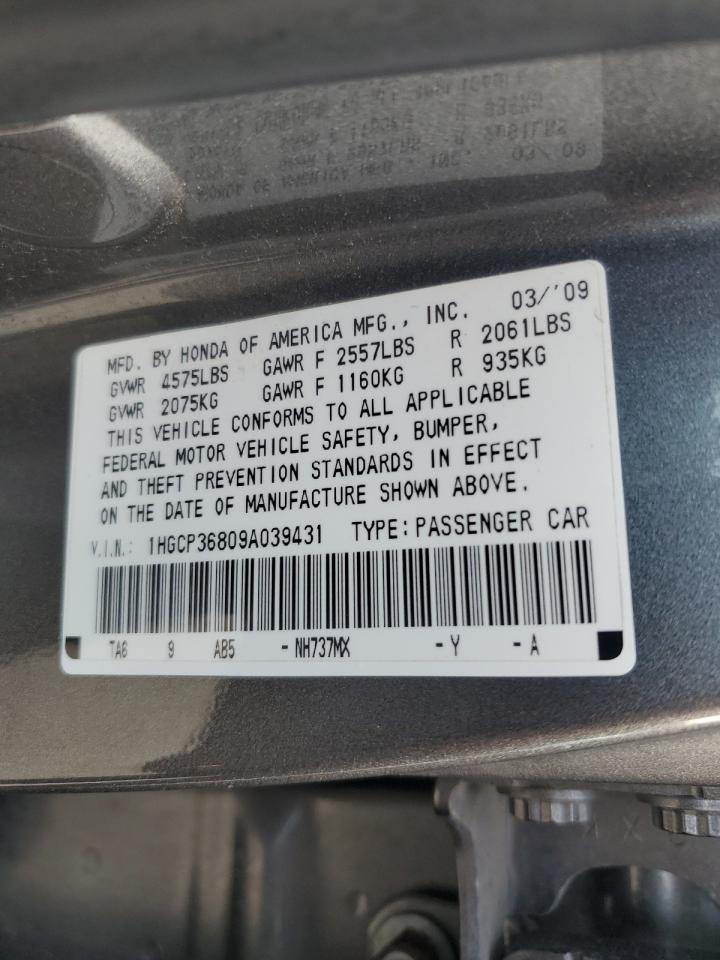 MFD. BY HONDA OF AMERICA MFG., INC. 03/'09
GVWR 4575LBS GAWR F 2557LBS R 2061LBS
GVWR 2075KG GAWR F 1160KG R 935KG
THIS VEHICLE CONFORMS TO ALL APPLICABLE
FEDERAL MOTOR VEHICLE SAFETY, BUMPER,
AND THEFT PREVENTION STANDARDS IN EFFECT
ON THE DATE OF MANUFACTURE SHOWN ABOVE.
V.I.N.: 1HGCP36809A039431 TYPE:PASSENGER CAR
TA6 9 AB5 -NH737MX -Y -A